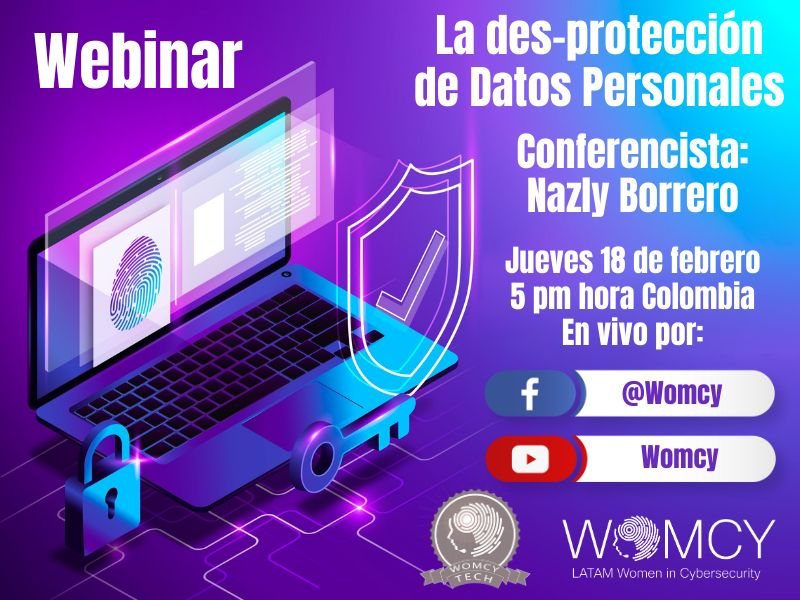 Webinar
La des-protección
de Datos Personales
Conferencista:
Nazly Borrero
Jueves 18 de febrero
5 pm hora Colombia
En vivo por:
@Womcy
Womcy
WOMCY
TECH
WOMCY
LATAM Women in Cybersecurity